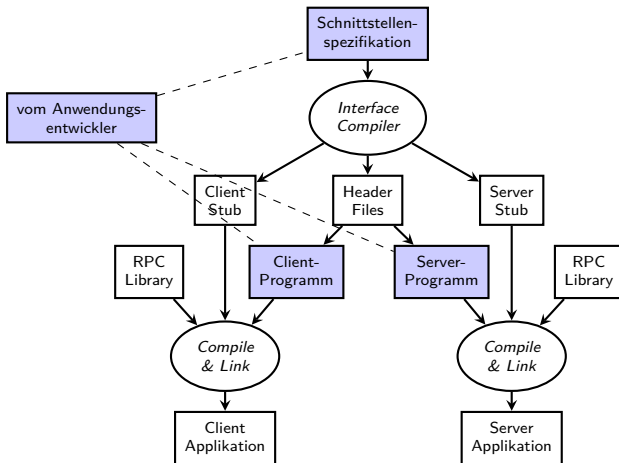 Schnittstellen-
spezifikation
vom Anwendungs-
entwickler
Interface
Compiler
Client
Stub
Header
Files
Server
Stub
RPC
Library
Client-
Programm
Server-
Programm
RPC
Library
Compile
& Link
Compile
& Link
Client
Applikation
Server
Applikation